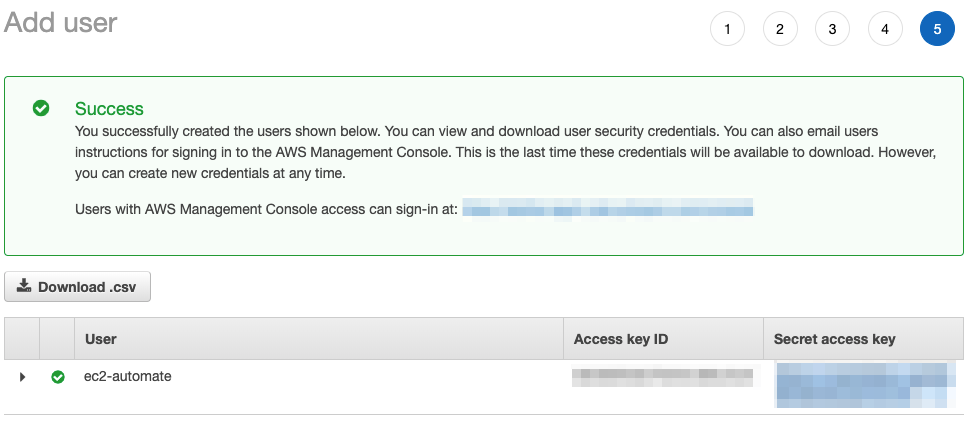 Add user
1 2 3 4 5
Success
You successfully created the users shown below. You can view and download user security credentials. You can also email users
instructions for signing in to the AWS Management Console. This is the last time these credentials will be available to download. However,
you can create new credentials at any time.
Users with AWS Management Console access can sign-in at:
Download .csv
User Access key ID Secret access key
ec2-automate